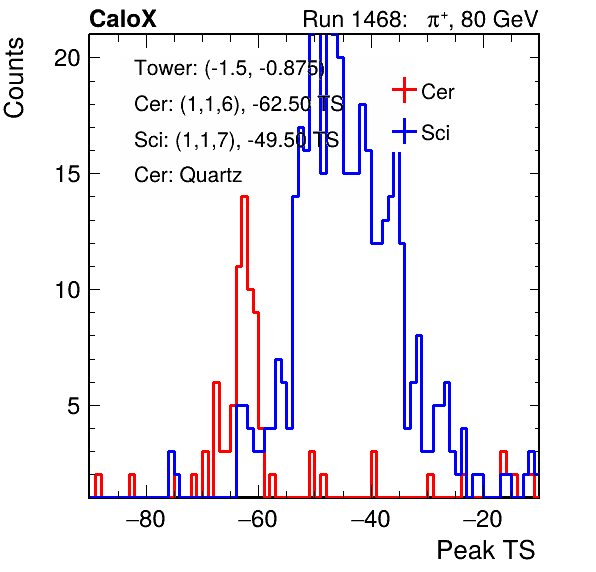 CaloX Run 1468: π⁺, 80 GeV
Counts
20
15
10
5
Tower: (-1.5, -0.875)
Cer: (1,1,6), -62.50 TS
Sci: (1,1,7), -49.50 TS
Cer: Quartz
Cer
Sci
−80 −60 −40 −20
Peak TS